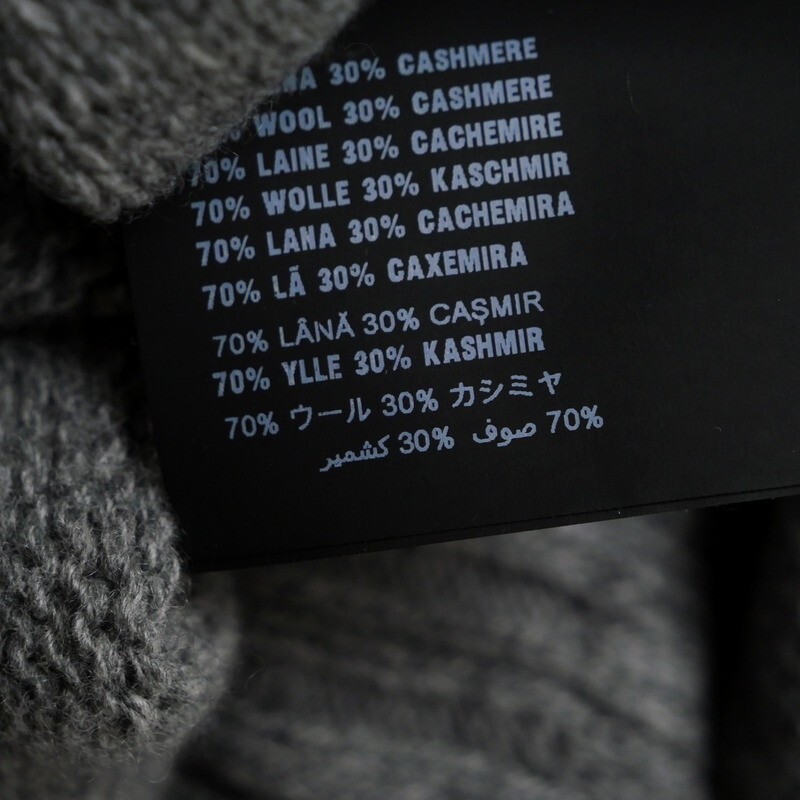 30% CASHMERE
WOOL 30% CASHMERE
70% LAINE 30% CACHEMIRE
70% WOLLE 30% KASCHMIR
70% LANA 30% CACHEMIRA
70% LÃ 30% CAXEMIRA
70% LÂNĂ 30% CAŞMIR
70% YLLE 30% KASHMIR
70% ウール 30% カシミヤ
70% صوف 30% كشمير